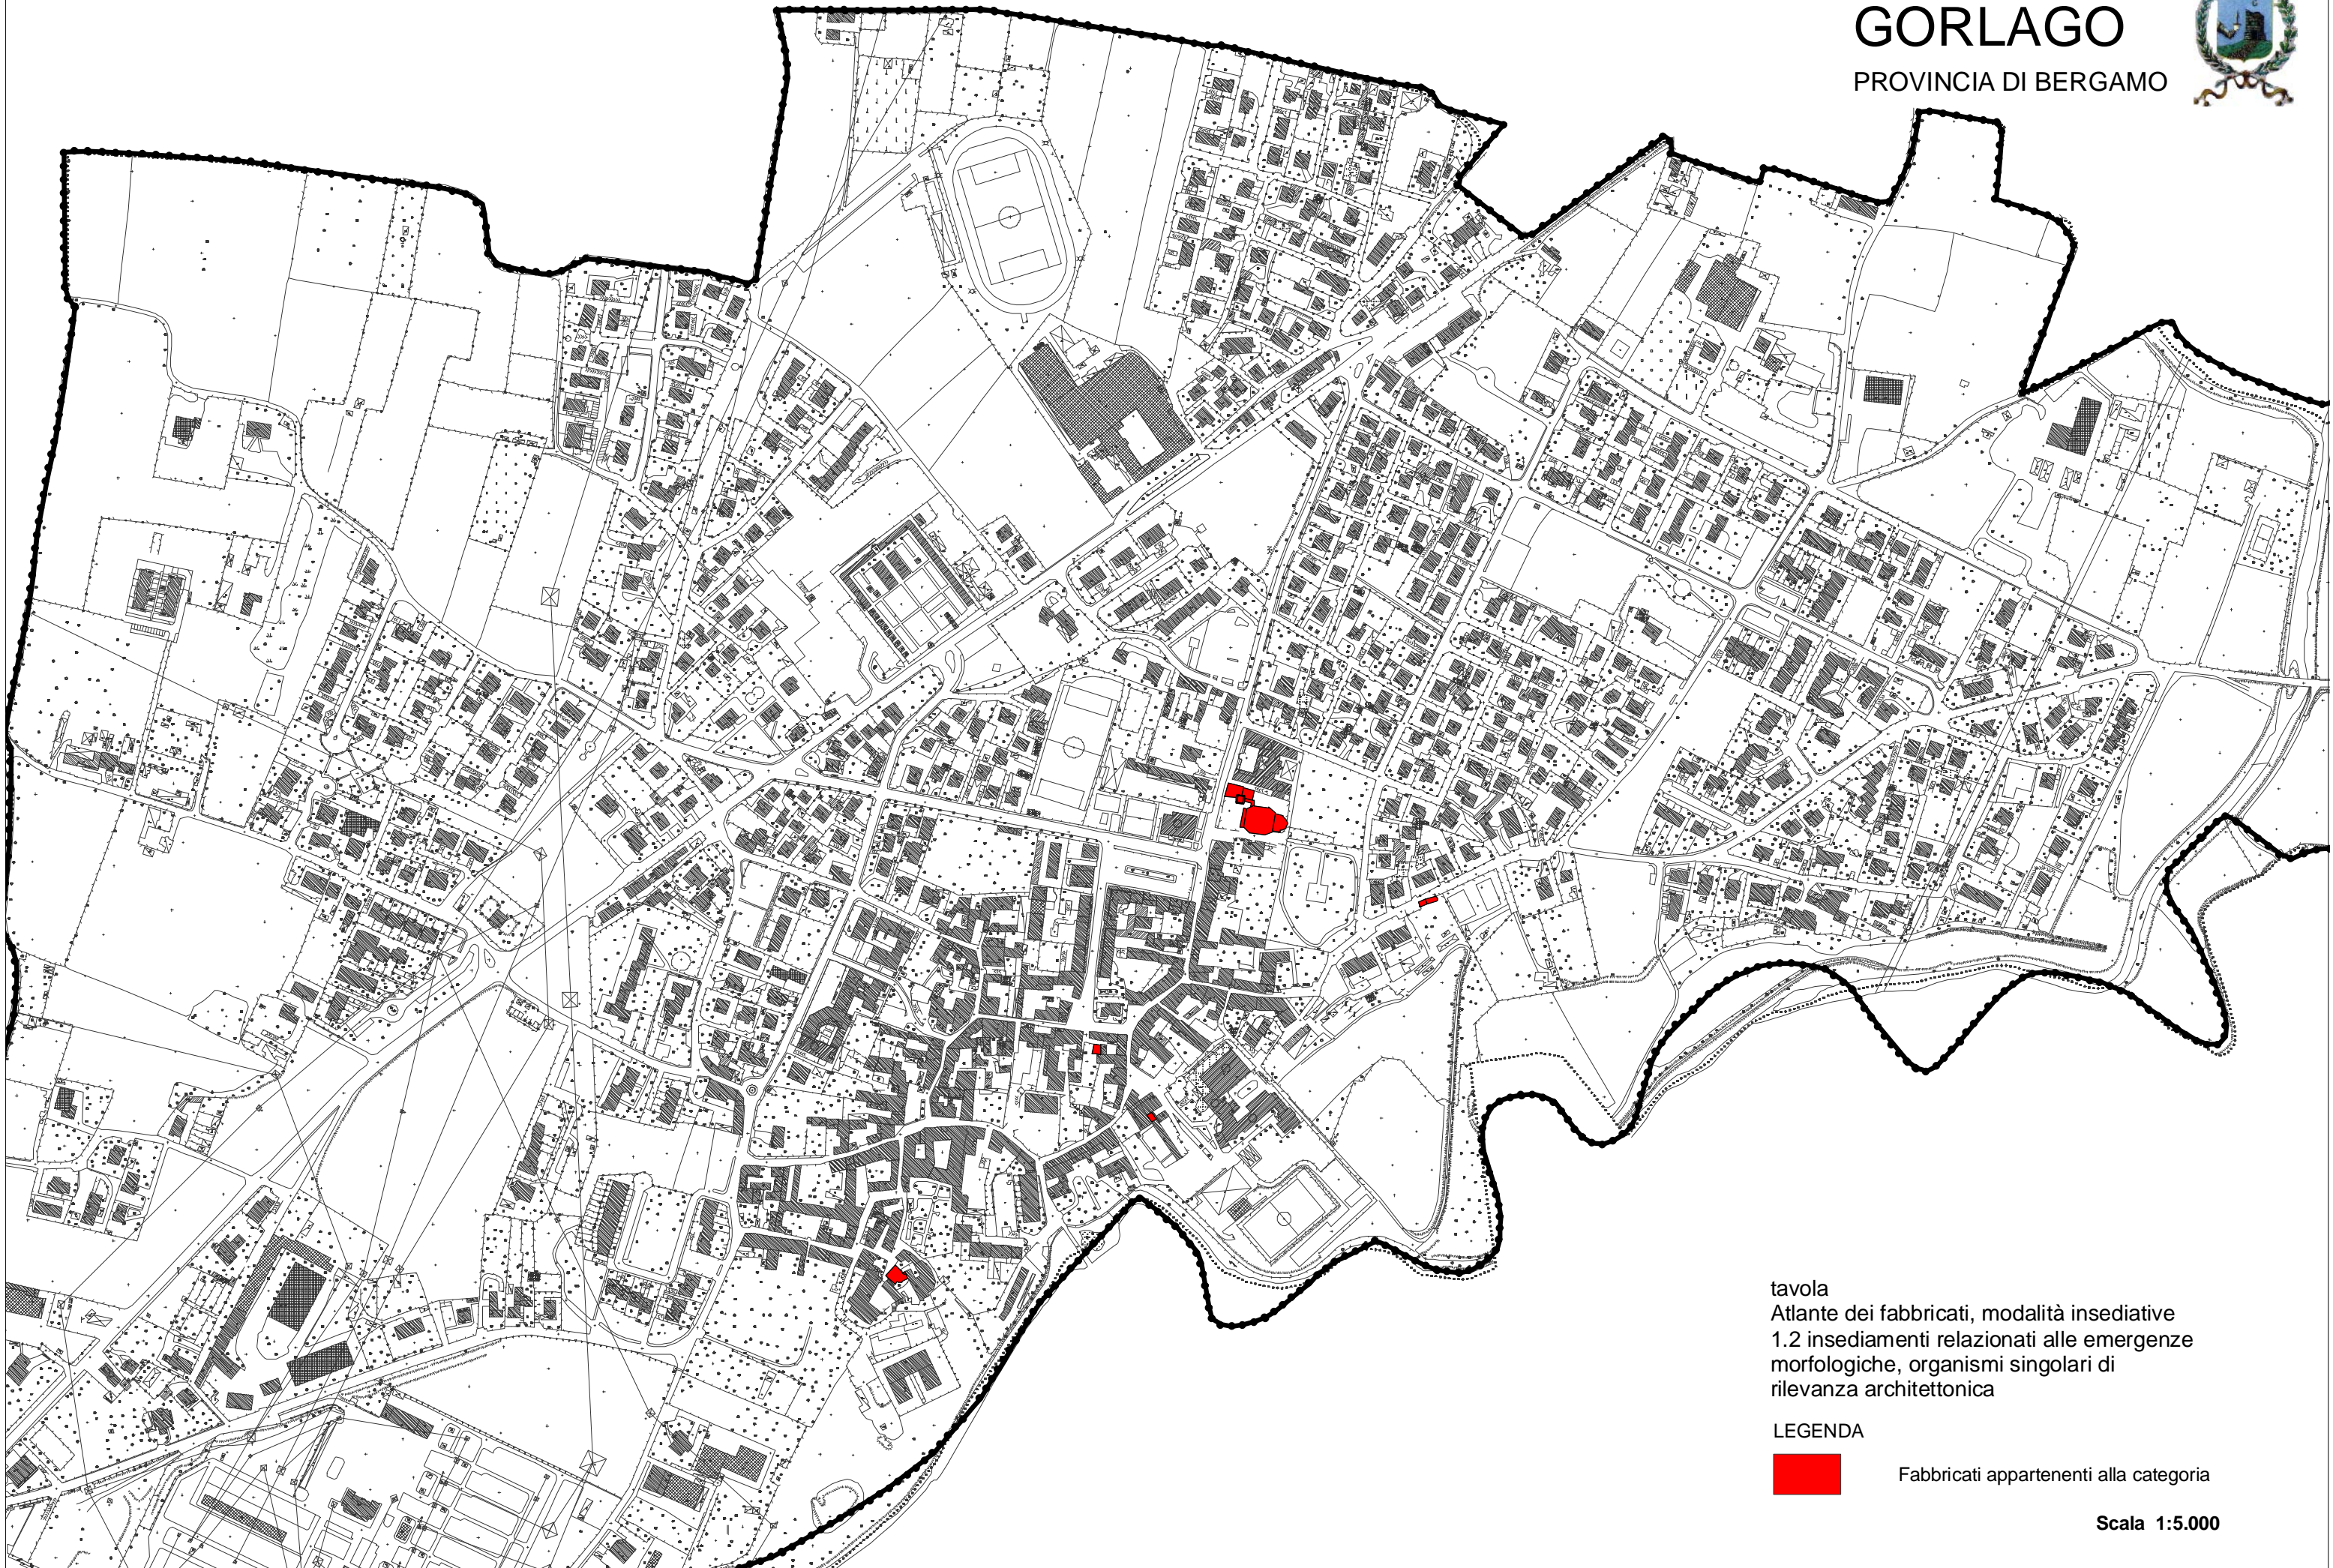 GORLAGO
PROVINCIA DI BERGAMO
tavola
Atlante dei fabbricati, modalità insediative
1.2 insediamenti relazionati alle emergenze
morfologiche, organismi singolari di
rilevanza architettonica
LEGENDA
Fabbricati appartenenti alla categoria
Scala 1:5.000